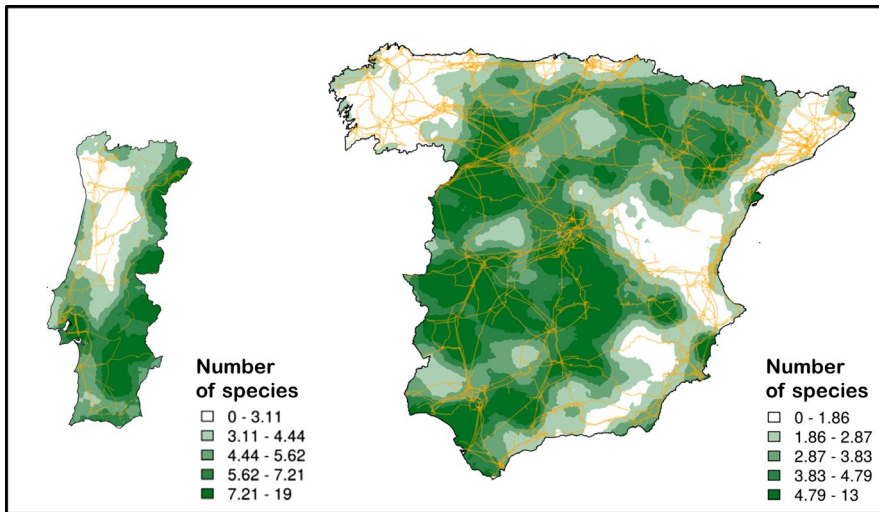 Number
of species
0 - 3.11
3.11 - 4.44
4.44 - 5.62
5.62 - 7.21
7.21 - 19
Number
of species
0 - 1.86
1.86 - 2.87
2.87 - 3.83
3.83 - 4.79
4.79 - 13